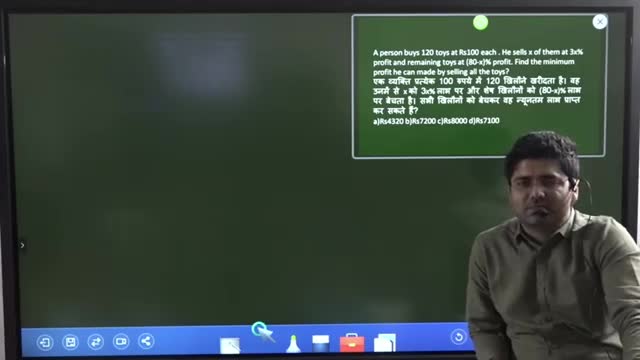 A person buys 120 toys at Rs100 each . He sells x of them at 3x%
profit and remaining toys at (80-x)% profit. Find the minimum
profit he can made by selling all the toys?
एक व्यक्ति प्रत्येक 100 रुपये में 120 खिलौने खरीदता है। वह
उनमें से x को 3x% लाभ पर और शेष खिलौनों को (80-x)% लाभ
पर बेचता है। सभी खिलौनों को बेचकर वह न्यूनतम लाभ प्राप्त
कर सकते हैं?
a)Rs4320 b)Rs7200 c)Rs8000 d)Rs7100